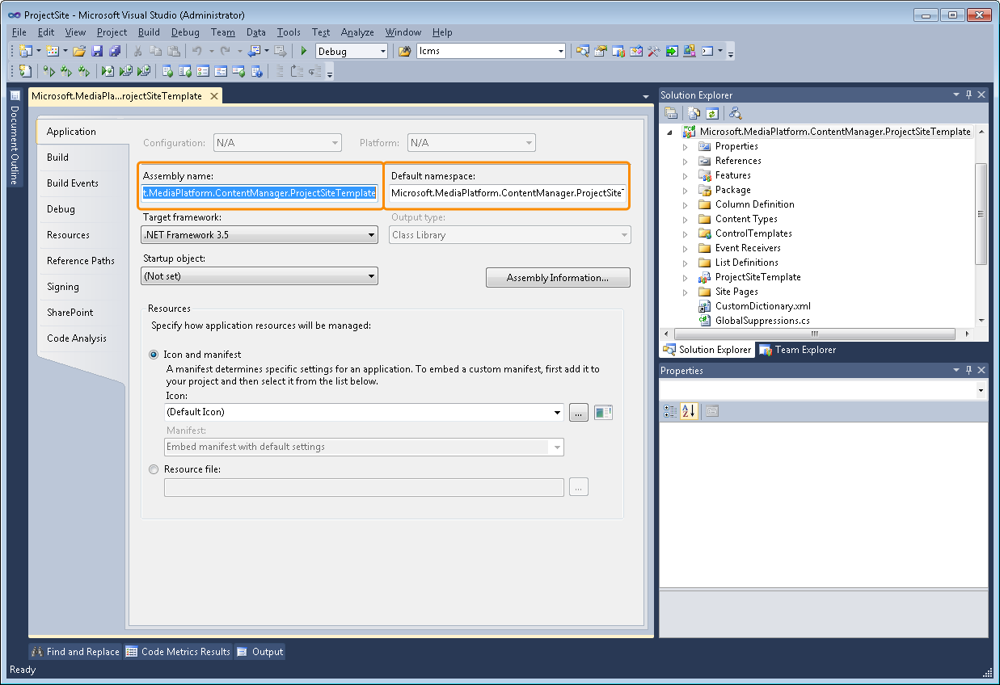 ProjectSite - Microsoft Visual Studio (Administrator)
File Edit View Project Build Debug Team Data Tools Test Analyze Window Help
Debug lcms
Document Outline
Microsoft.MediaPla...rojectSiteTemplate
Application
Build
Build Events
Debug
Resources
Reference Paths
Signing
SharePoint
Code Analysis
Configuration: N/A Platform: N/A
Assembly name: Default namespace:
t.MediaPlatform.ContentManager.ProjectSiteTemplate Microsoft.MediaPlatform.ContentManager.ProjectSiteT
Target framework: Output type:
.NET Framework 3.5 Class Library
Startup object:
(Not set) Assembly Information...
Resources
Specify how application resources will be managed:
Icon and manifest
A manifest determines specific settings for an application. To embed a custom manifest, first add it to
your project and then select it from the list below.
Icon:
(Default Icon) ...
Manifest:
Embed manifest with default settings
Resource file:
...
Solution Explorer
Microsoft.MediaPlatform.ContentManager.ProjectSiteTemplate
Properties
References
Features
Package
Column Definition
Content Types
ControlTemplates
Event Receivers
List Definitions
ProjectSiteTemplate
Site Pages
CustomDictionary.xml
GlobalSuppressions.cs
Solution Explorer Team Explorer
Properties
Find and Replace Code Metrics Results Output
Ready